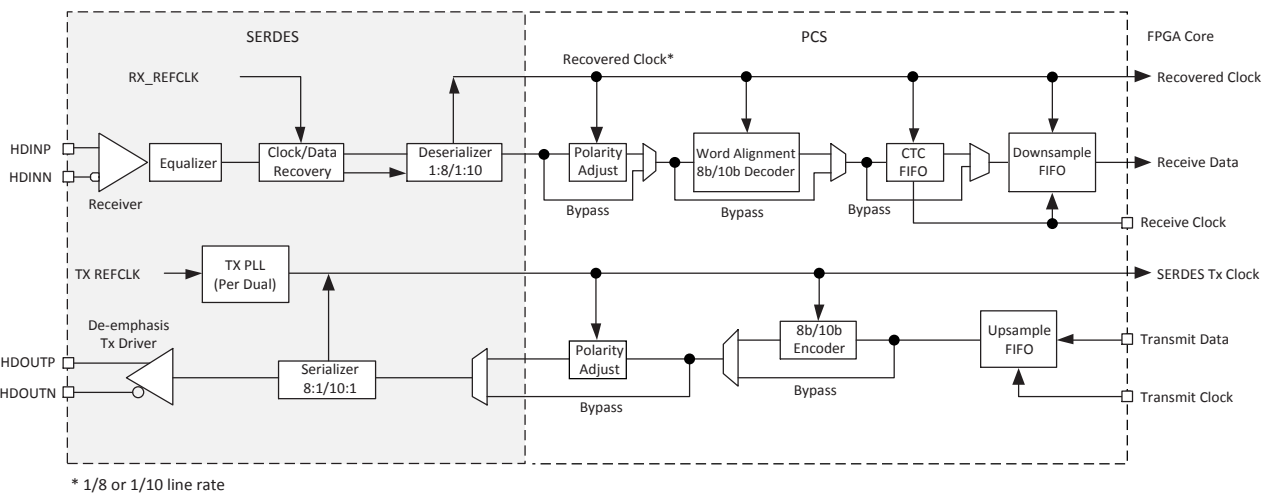 SERDES
PCS
FPGA Core
Recovered Clock*
RX_REFCLK
Recovered Clock
HDINP
HDINN
Receiver
Equalizer
Clock/Data
Recovery
Deserializer
1:8/1:10
Polarity
Adjust
Bypass
Word Alignment
8b/10b Decoder
Bypass
CTC
FIFO
Bypass
Downsample
FIFO
Receive Data
Receive Clock
TX REFCLK
TX PLL
(Per Dual)
SERDES Tx Clock
De-emphasis
Tx Driver
HDOUTP
HDOUTN
Serializer
8:1/10:1
Polarity
Adjust
Bypass
8b/10b
Encoder
Bypass
Upsample
FIFO
Transmit Data
Transmit Clock
* 1/8 or 1/10 line rate